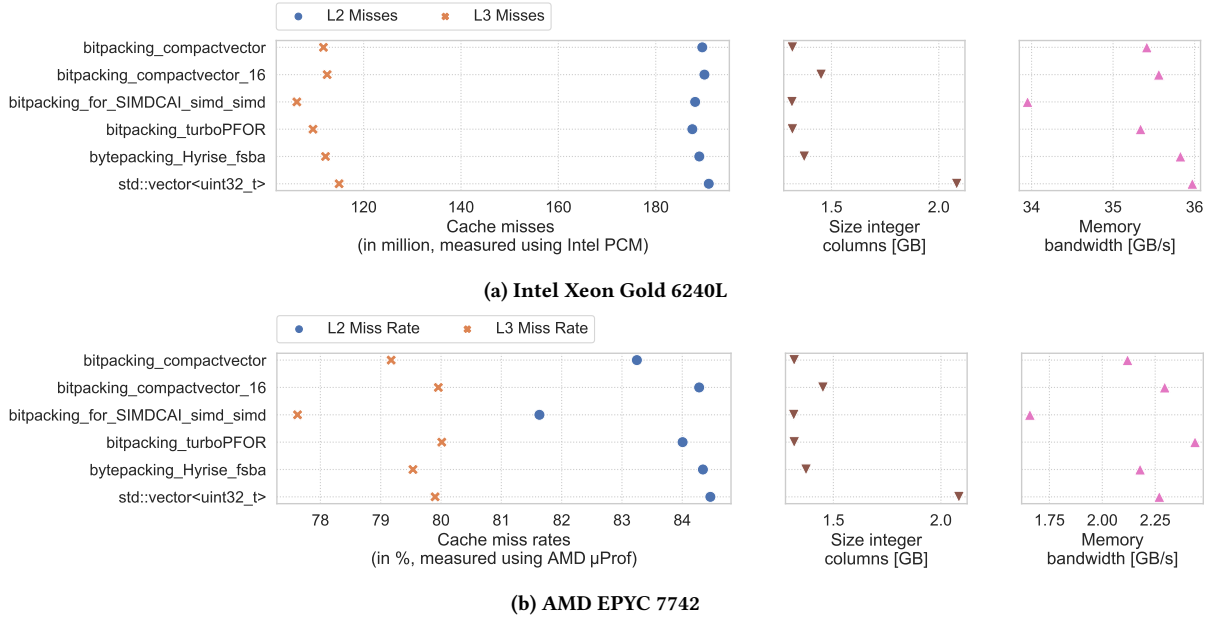 L2 Misses L3 Misses
bitpacking_compactvector
bitpacking_compactvector_16
bitpacking_for_SIMDCAI_simd_simd
bitpacking_turboPFOR
bytepacking_Hyrise_fsba
std::vector<uint32_t>
120 140 160 180
Cache misses
(in million, measured using Intel PCM)
1.5 2.0
Size integer
columns [GB]
34 35 36
Memory
bandwidth [GB/s]
(a) Intel Xeon Gold 6240L
L2 Miss Rate L3 Miss Rate
bitpacking_compactvector
bitpacking_compactvector_16
bitpacking_for_SIMDCAI_simd_simd
bitpacking_turboPFOR
bytepacking_Hyrise_fsba
std::vector<uint32_t>
78 79 80 81 82 83 84
Cache miss rates
(in %, measured using AMD μProf)
1.5 2.0
Size integer
columns [GB]
1.75 2.00 2.25
Memory
bandwidth [GB/s]
(b) AMD EPYC 7742